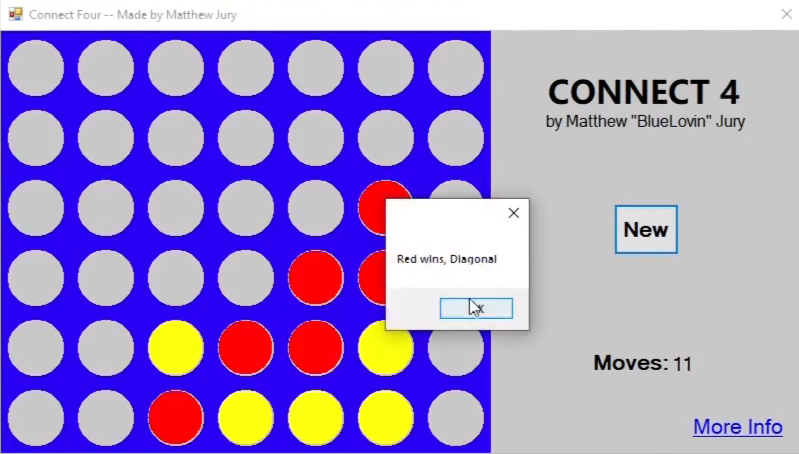 Connect Four -- Made by Matthew Jury
CONNECT 4
by Matthew "BlueLovin" Jury
New
Red wins, Diagonal
Moves: 11
More Info